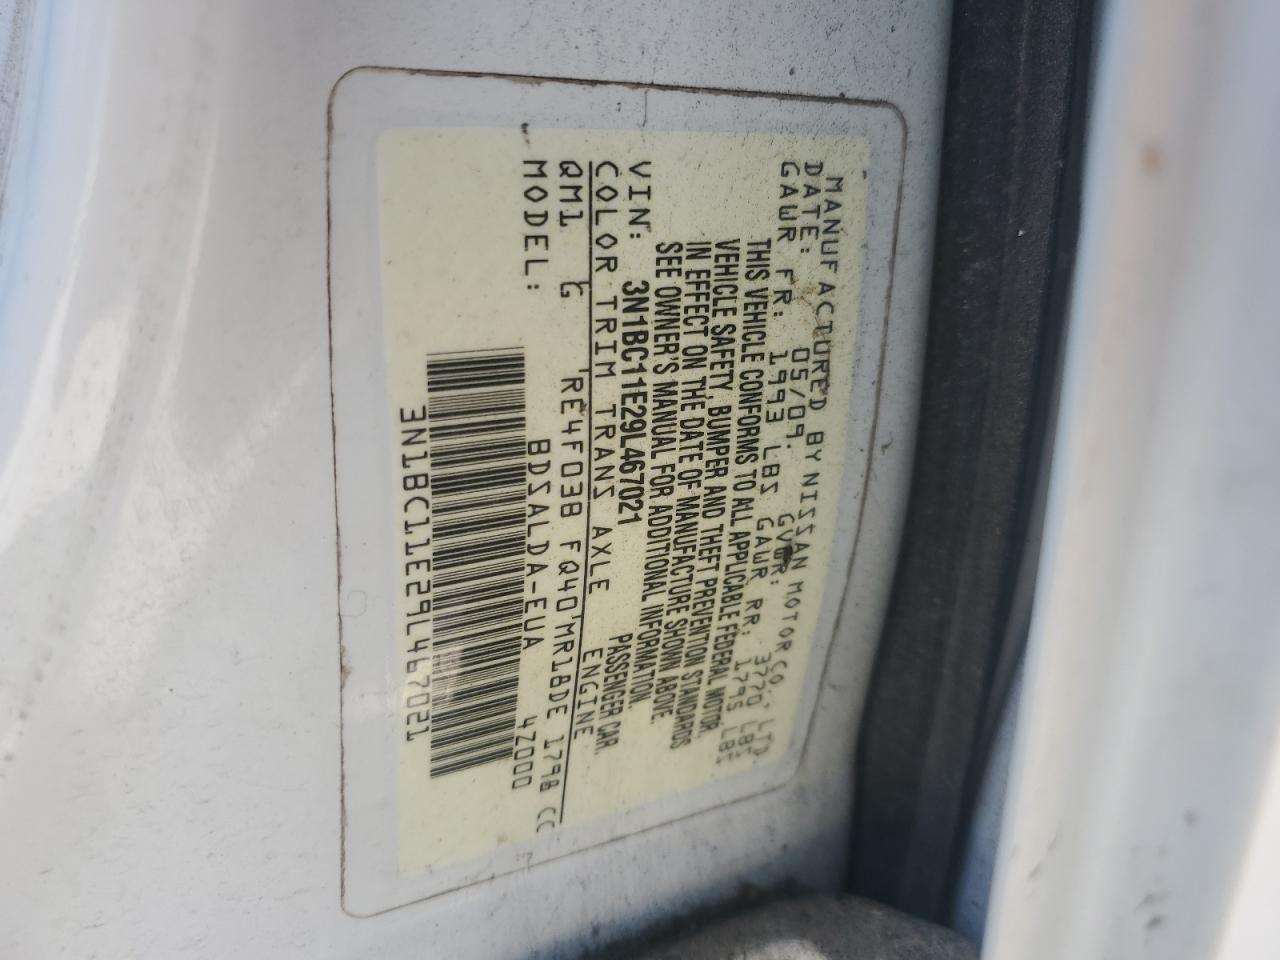 MANUFACTURED BY NISSAN MOTOR CO., LTD.
DATE: 05/09. GVWR: 3770 LBS
GAWR FR: 1993 LBS GAWR RR: 1795 LBS
THIS VEHICLE CONFORMS TO ALL APPLICABLE FEDERAL MOTOR
VEHICLE SAFETY, BUMPER AND THEFT PREVENTION STANDARDS
IN EFFECT ON THE DATE OF MANUFACTURE SHOWN ABOVE.
SEE OWNER'S MANUAL FOR ADDITIONAL INFORMATION.
VIN: 3N1BC11E29L467021 PASSENGER CAR.
COLOR TRIM TRANS AXLE ENGINE
QM1 G RE4F03B FQ40 MR18DE 1798 CC
MODEL: BDSALDA-EUA 4Z000
3N1BC11E29L467021